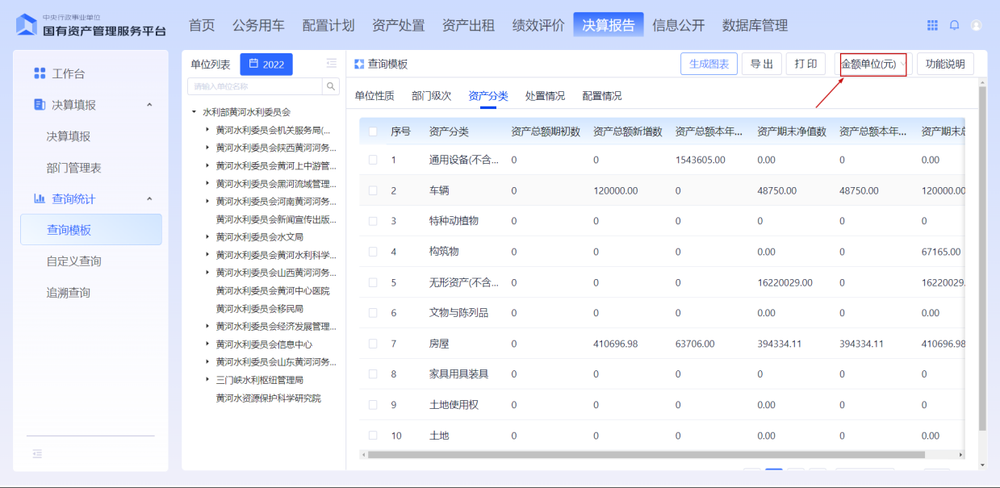 中央行政事业单位
国有资产管理服务平台
首页 公务用车 配置计划 资产处置 资产出租 绩效评价 决算报告 信息公开 数据库管理
工作台
决算填报
决算填报
部门管理表
查询统计
查询模板
自定义查询
追溯查询
单位列表 2022
请输入单位名称
水利部黄河水利委员会
黄河水利委员会机关服务局(...
黄河水利委员会陕西黄河河务...
黄河水利委员会黄河上中游管...
黄河水利委员会黑河流域管理...
黄河水利委员会河南黄河河务...
黄河水利委员会新闻宣传出版...
黄河水利委员会水文局
黄河水利委员会黄河水利科学...
黄河水利委员会山西黄河河务...
黄河水利委员会黄河中心医院
黄河水利委员会移民局
黄河水利委员会经济发展管理...
黄河水利委员会信息中心
黄河水利委员会山东黄河河务...
三门峡水利枢纽管理局
黄河水资源保护科学研究院
查询模板 生成图表 导出 打印 金额单位(元) 功能说明
单位性质 部门级次 资产分类 处置情况 配置情况
序号 资产分类 资产总额期初数 资产总额新增数 资产总额本年... 资产期末净值数 资产总额本年... 资产期末总
1 通用设备(不含... 0 0 1543605.00 0.00 0 0.00
2 车辆 0 120000.00 0 48750.00 48750.00 120000.00
3 特种动植物 0 0 0 0 0 0
4 构筑物 0 0 0 0.00 0 67165.00
5 无形资产(不含... 0 0 0 16220029.00 0 16220029.
6 文物与陈列品 0 0 0 0.00 0 0.00
7 房屋 0 410696.98 63706.00 394334.11 394334.11 410696.98
8 家具用具装具 0 0 0 0 0 0
9 土地使用权 0 0 0 0.00 0 0
10 土地 0 0 0 0.00 0 0.00